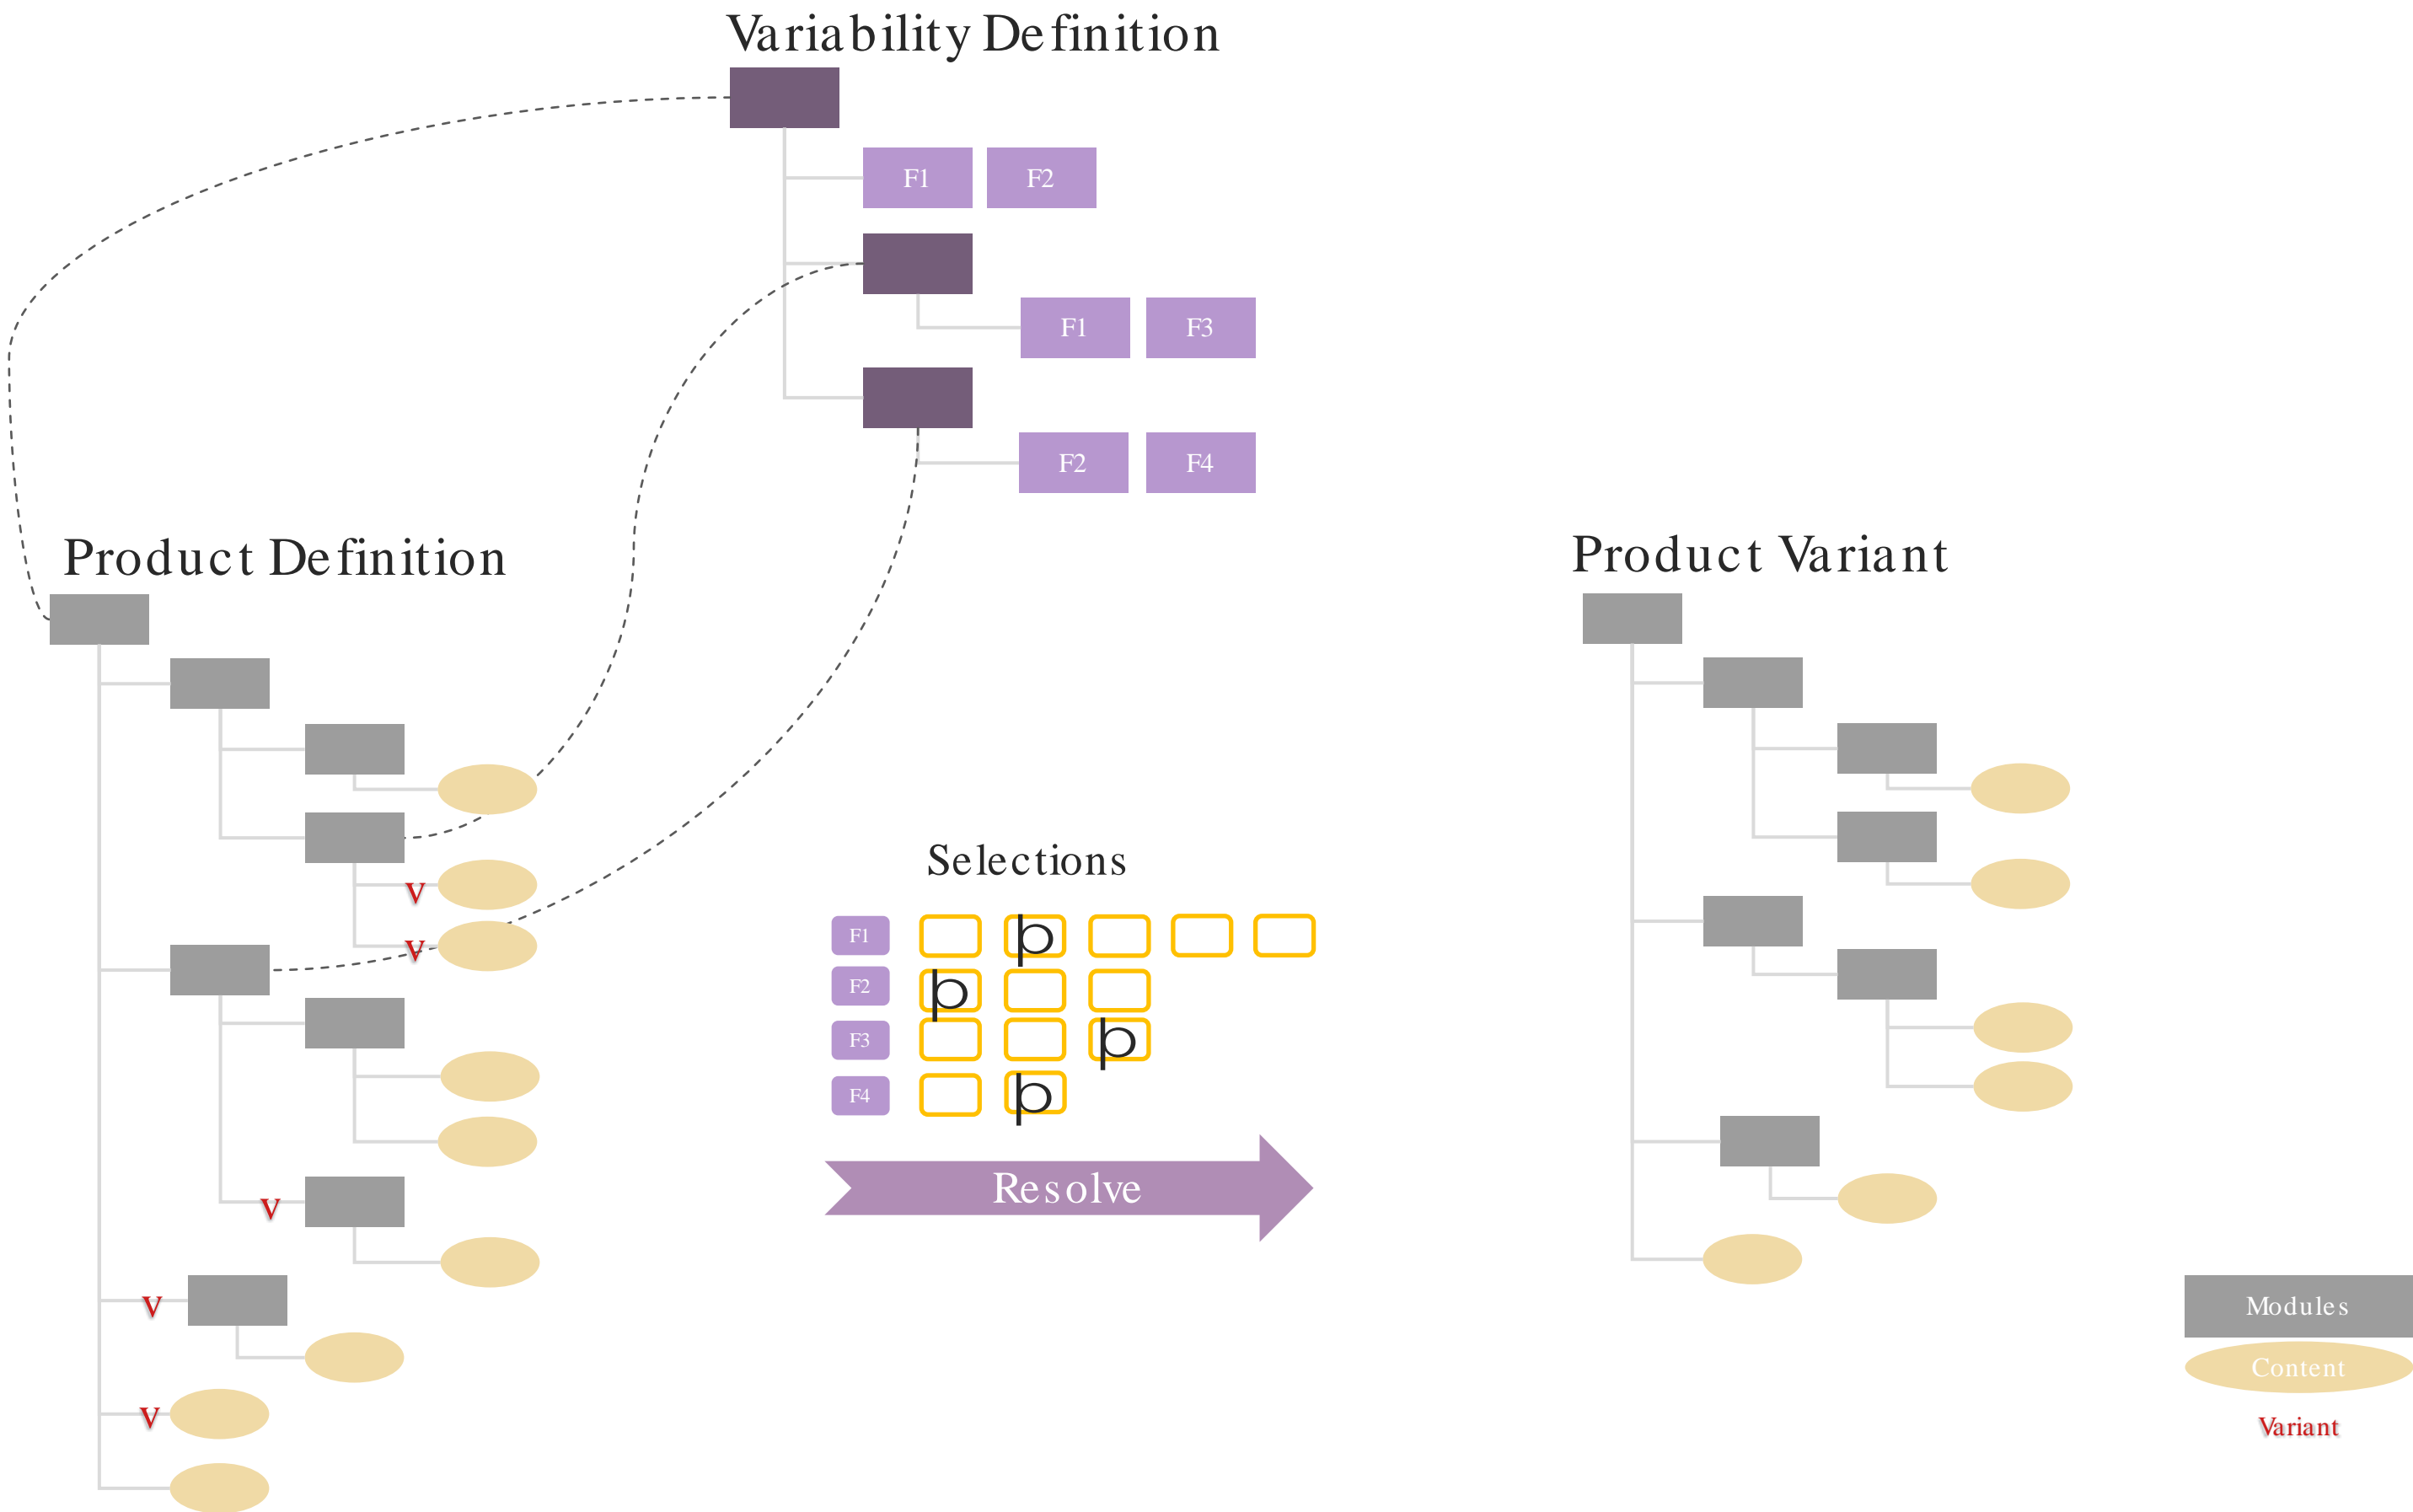 Variability Definition
F1 F2
F1 F3
F2 F4
Product Definition
Product Variant
V
V
V
V
V
Selections
F1
þ
F2 þ
F3
þ
F4
þ
Resolve
Modules
Content
Variant